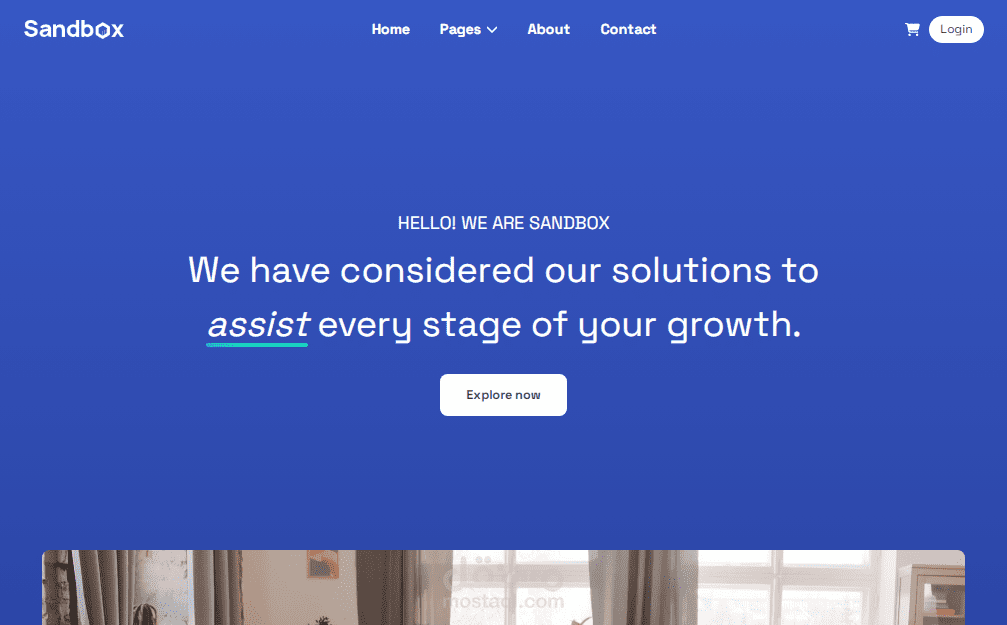 Sandbox
Home Pages About Contact
Login
HELLO! WE ARE SANDBOX
We have considered our solutions to
assist every stage of your growth.
Explore now
mostaql.com